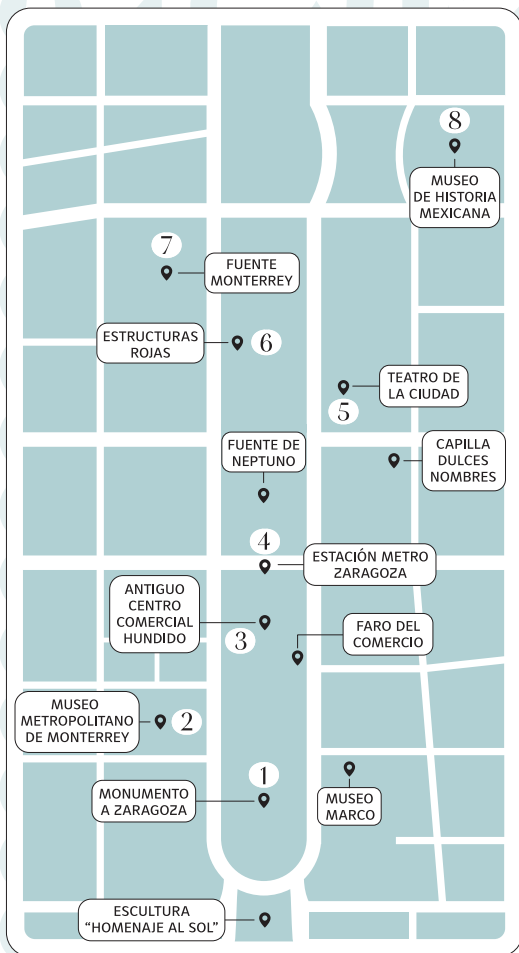 8
MUSEO
DE HISTORIA
MEXICANA
7
FUENTE
MONTERREY
ESTRUCTURAS
ROJAS
6
TEATRO DE
LA CIUDAD
5
FUENTE DE
NEPTUNO
CAPILLA
DULCES
NOMBRES
4
ESTACIÓN METRO
ZARAGOZA
ANTIGUO
CENTRO
COMERCIAL
HUNDIDO
3
FARO DEL
COMERCIO
MUSEO
METROPOLITANO
DE MONTERREY
2
1
MONUMENTO
A ZARAGOZA
MUSEO
MARCO
ESCULTURA
“HOMENAJE AL SOL”